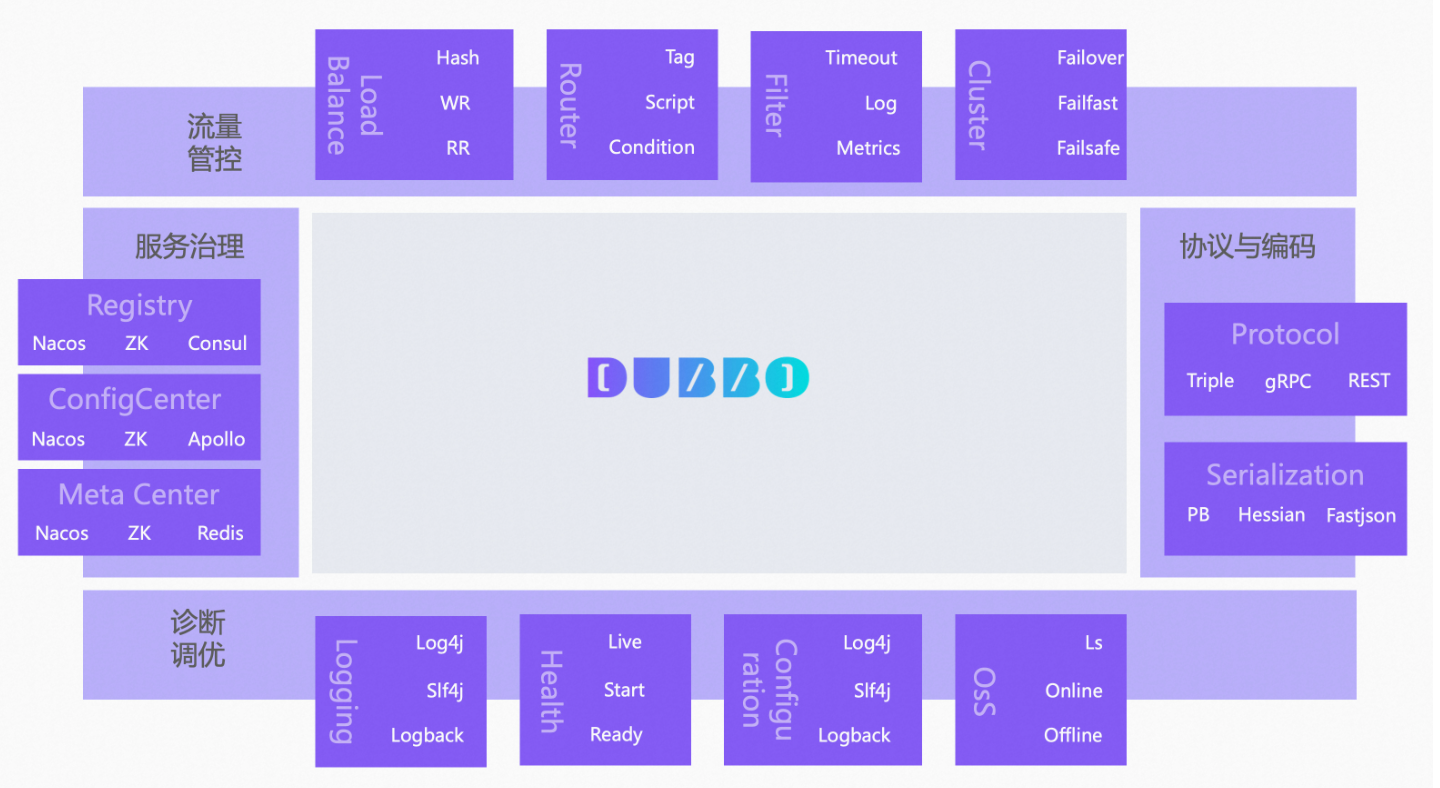 流量
管控
Load
Balance
Hash
WR
RR
Router
Tag
Script
Condition
Filter
Timeout
Log
Metrics
Cluster
Failover
Failfast
Failsafe
服务治理
Registry
Nacos ZK Consul
ConfigCenter
Nacos ZK Apollo
Meta Center
Nacos ZK Redis
DUBBO
协议与编码
Protocol
Triple gRPC REST
Serialization
PB Hessian Fastjson
诊断
调优
Logging
Log4j
Slf4j
Logback
Health
Live
Start
Ready
Configu
ration
Log4j
Slf4j
Logback
OsS
Ls
Online
Offline